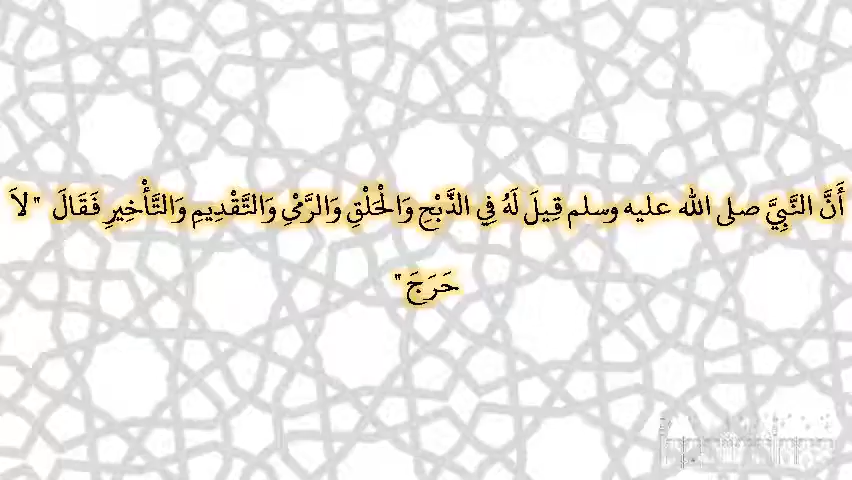 أَنَّ النَّبِيَّ صلى الله عليه وسلم قِيلَ لَهُ فِي الذَّبْحِ وَالْحَلْقِ وَالرَّمْىِ وَالتَّقْدِيمِ وَالتَّأْخِيرِ فَقَالَ ‏"‏ لاَ
حَرَجَ ‏"‏